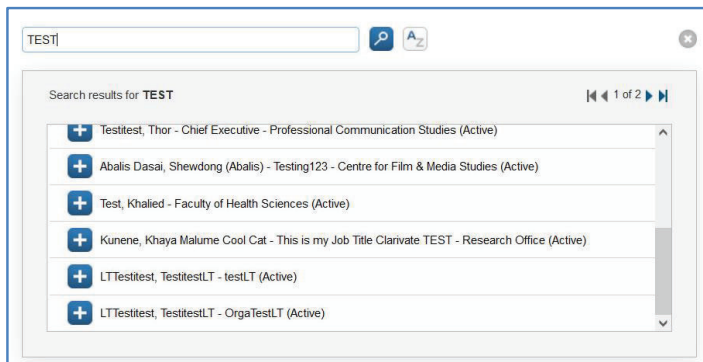 TEST
AZ
Search results for TEST
1 of 2
Testitest, Thor - Chief Executive - Professional Communication Studies (Active)
Abalis Dasai, Shewdong (Abalis) - Testing123 - Centre for Film & Media Studies (Active)
Test, Khalied - Faculty of Health Sciences (Active)
Kunene, Khaya Malume Cool Cat - This is my Job Title Clarivate TEST - Research Office (Active)
LTTestitest, TestitestLT - testLT (Active)
LTTestitest, TestitestLT - OrgaTestLT (Active)